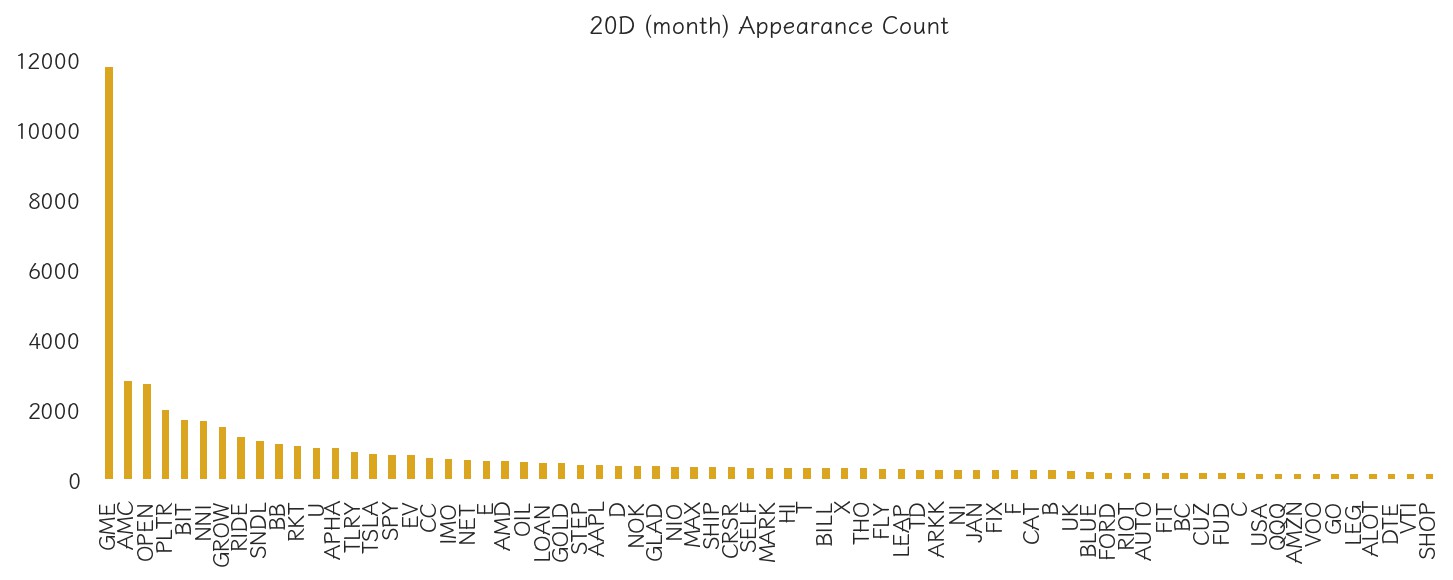 20D (month) Appearance Count
12000
10000
8000
6000
4000
2000
0
GME
AMC
OPEN
PLTR
BIT
NNI
GROW
RIDE
SNDL
BB
RKT
U
APHA
TLRY
TSLA
SPY
EV
CC
IMO
NET
E
AMD
OIL
LOAN
GOLD
STEP
AAPL
D
NOK
GLAD
NIO
MAX
SHIP
CRSR
SELF
MARK
HI
T
BILL
X
THO
FLY
LEAP
TD
ARKK
NI
JAN
FIX
F
CAT
B
UK
BLUE
FORD
RIOT
AUTO
FIT
BC
CUZ
FUD
C
USA
QQQ
AMZN
VOO
GO
LEG
ALOT
DTE
VTI
SHOP